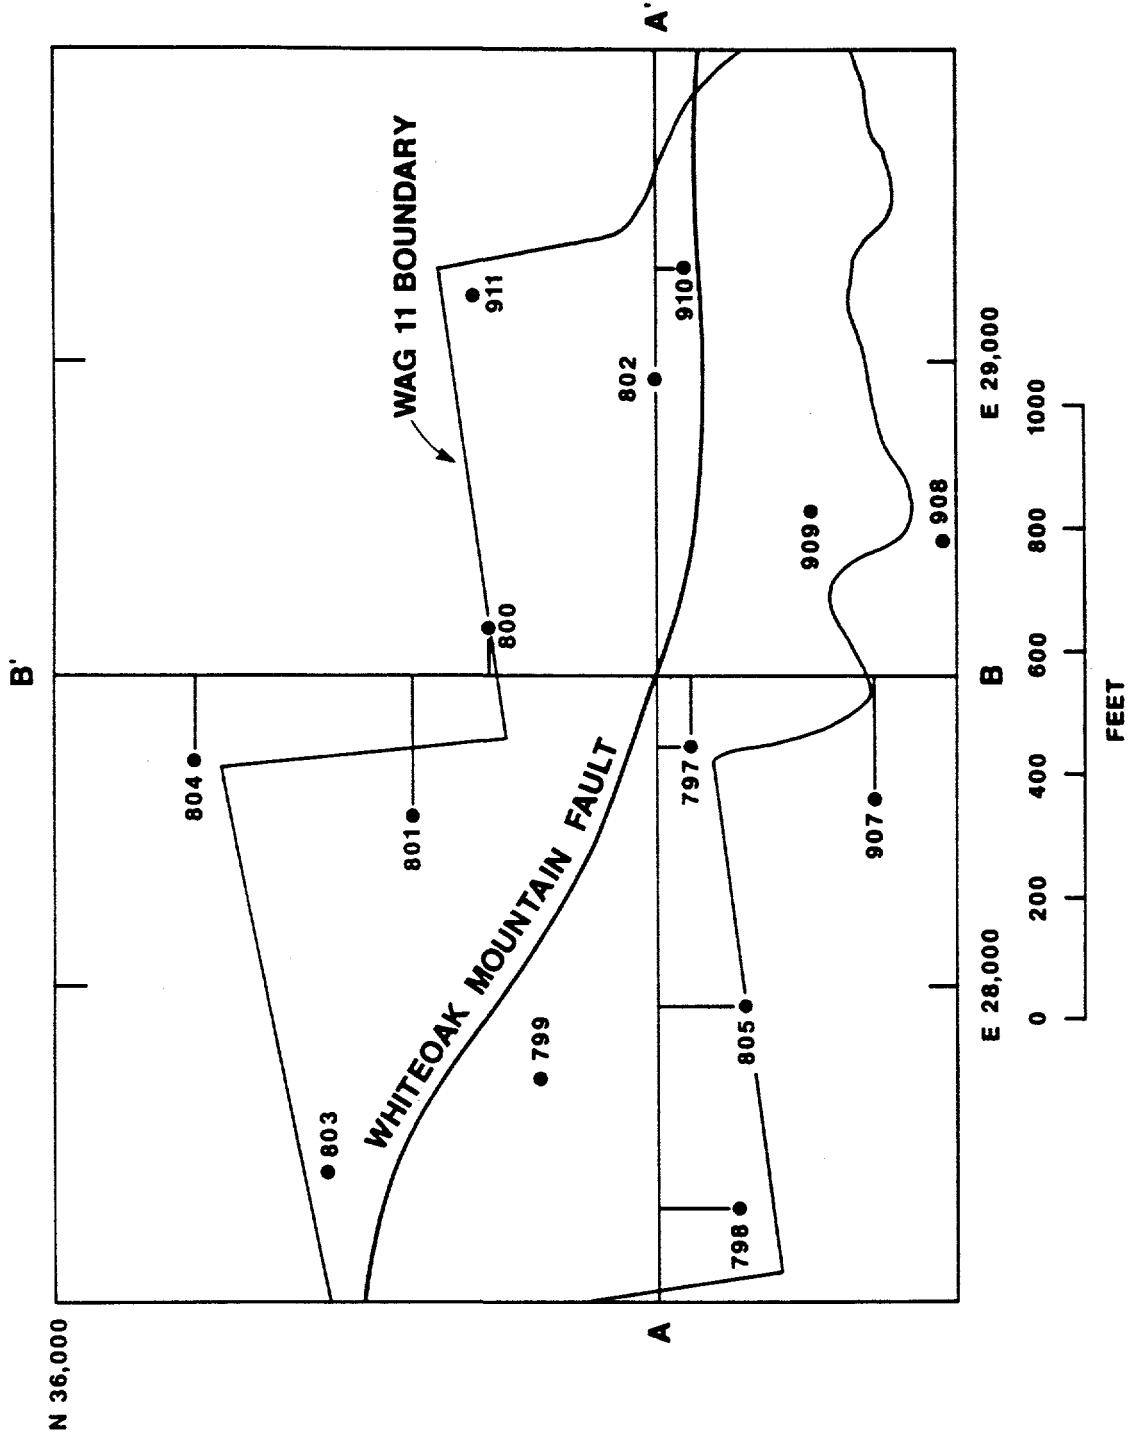 N 36,000
B'
804
801
800
803
WHITEOAK MOUNTAIN FAULT
799
WAG 11 BOUNDARY
911
802
A
A'
797
910
798
805
907
909
908
B
E 28,000
E 29,000
0 200 400 600 800 1000
FEET